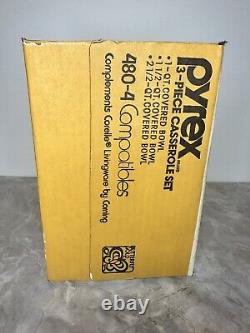 PYREX
3-PIECE CASSEROLE SET
• 1-QT. COVERED BOWL
• 1 1/2-QT. COVERED BOWL
• 2 1/2-QT. COVERED BOWL
480-4 Compatibles
Complements Corelle® Livingware by Corning